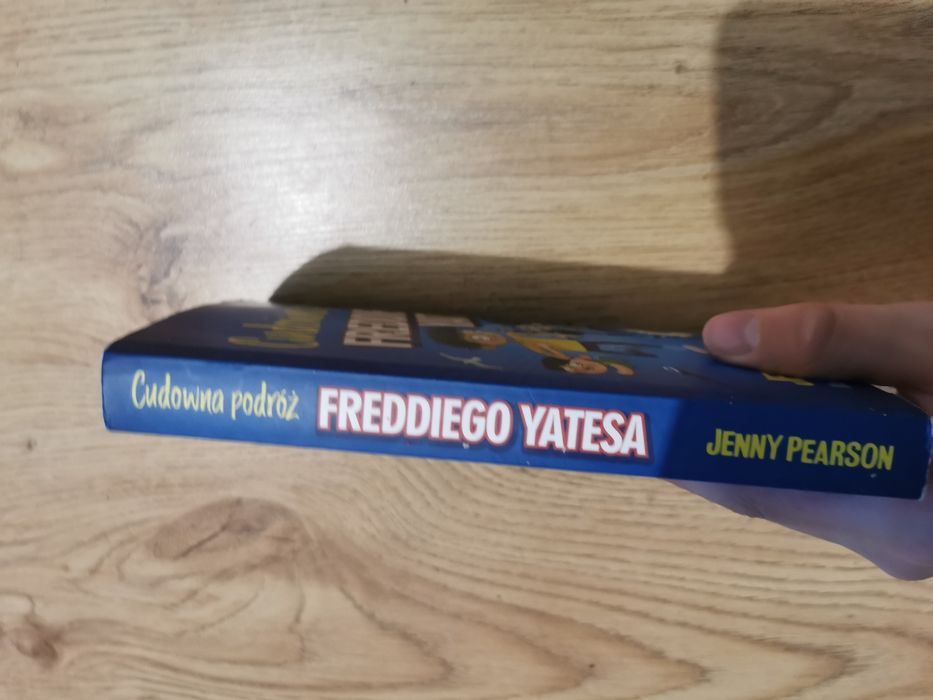 Cudowna podróż FREDDIEGO YATESA JENNY PEARSON